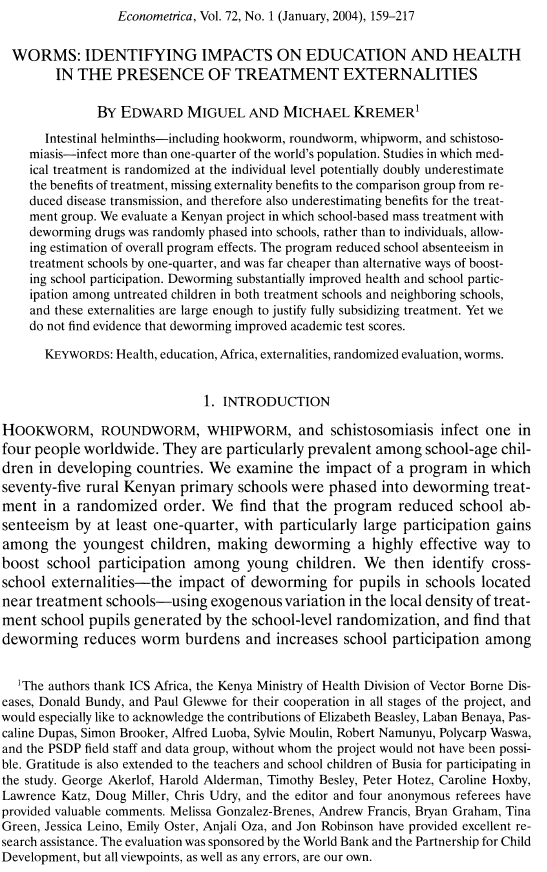 Econometrica, Vol. 72, No. 1 (January, 2004), 159–217
WORMS: IDENTIFYING IMPACTS ON EDUCATION AND HEALTH
IN THE PRESENCE OF TREATMENT EXTERNALITIES
BY EDWARD MIGUEL AND MICHAEL KREMER¹
Intestinal helminths—including hookworm, roundworm, whipworm, and schistoso-
miasis—infect more than one-quarter of the world's population. Studies in which med-
ical treatment is randomized at the individual level potentially doubly underestimate
the benefits of treatment, missing externality benefits to the comparison group from re-
duced disease transmission, and therefore also underestimating benefits for the treat-
ment group. We evaluate a Kenyan project in which school-based mass treatment with
deworming drugs was randomly phased into schools, rather than to individuals, allow-
ing estimation of overall program effects. The program reduced school absenteeism in
treatment schools by one-quarter, and was far cheaper than alternative ways of boost-
ing school participation. Deworming substantially improved health and school partic-
ipation among untreated children in both treatment schools and neighboring schools,
and these externalities are large enough to justify fully subsidizing treatment. Yet we
do not find evidence that deworming improved academic test scores.
KEYWORDS: Health, education, Africa, externalities, randomized evaluation, worms.
1. INTRODUCTION
HOOKWORM, ROUNDWORM, WHIPWORM, and schistosomiasis infect one in
four people worldwide. They are particularly prevalent among school-age chil-
dren in developing countries. We examine the impact of a program in which
seventy-five rural Kenyan primary schools were phased into deworming treat-
ment in a randomized order. We find that the program reduced school ab-
senteeism by at least one-quarter, with particularly large participation gains
among the youngest children, making deworming a highly effective way to
boost school participation among young children. We then identify cross-
school externalities—the impact of deworming for pupils in schools located
near treatment schools—using exogenous variation in the local density of treat-
ment school pupils generated by the school-level randomization, and find that
deworming reduces worm burdens and increases school participation among
¹The authors thank ICS Africa, the Kenya Ministry of Health Division of Vector Borne Dis-
eases, Donald Bundy, and Paul Glewwe for their cooperation in all stages of the project, and
would especially like to acknowledge the contributions of Elizabeth Beasley, Laban Benaya, Pas-
caline Dupas, Simon Brooker, Alfred Luoba, Sylvie Moulin, Robert Namunyu, Polycarp Waswa,
and the PSDP field staff and data group, without whom the project would not have been possi-
ble. Gratitude is also extended to the teachers and school children of Busia for participating in
the study. George Akerlof, Harold Alderman, Timothy Besley, Peter Hotez, Caroline Hoxby,
Lawrence Katz, Doug Miller, Chris Udry, and the editor and four anonymous referees have
provided valuable comments. Melissa Gonzalez-Brenes, Andrew Francis, Bryan Graham, Tina
Green, Jessica Leino, Emily Oster, Anjali Oza, and Jon Robinson have provided excellent re-
search assistance. The evaluation was sponsored by the World Bank and the Partnership for Child
Development, but all viewpoints, as well as any errors, are our own.